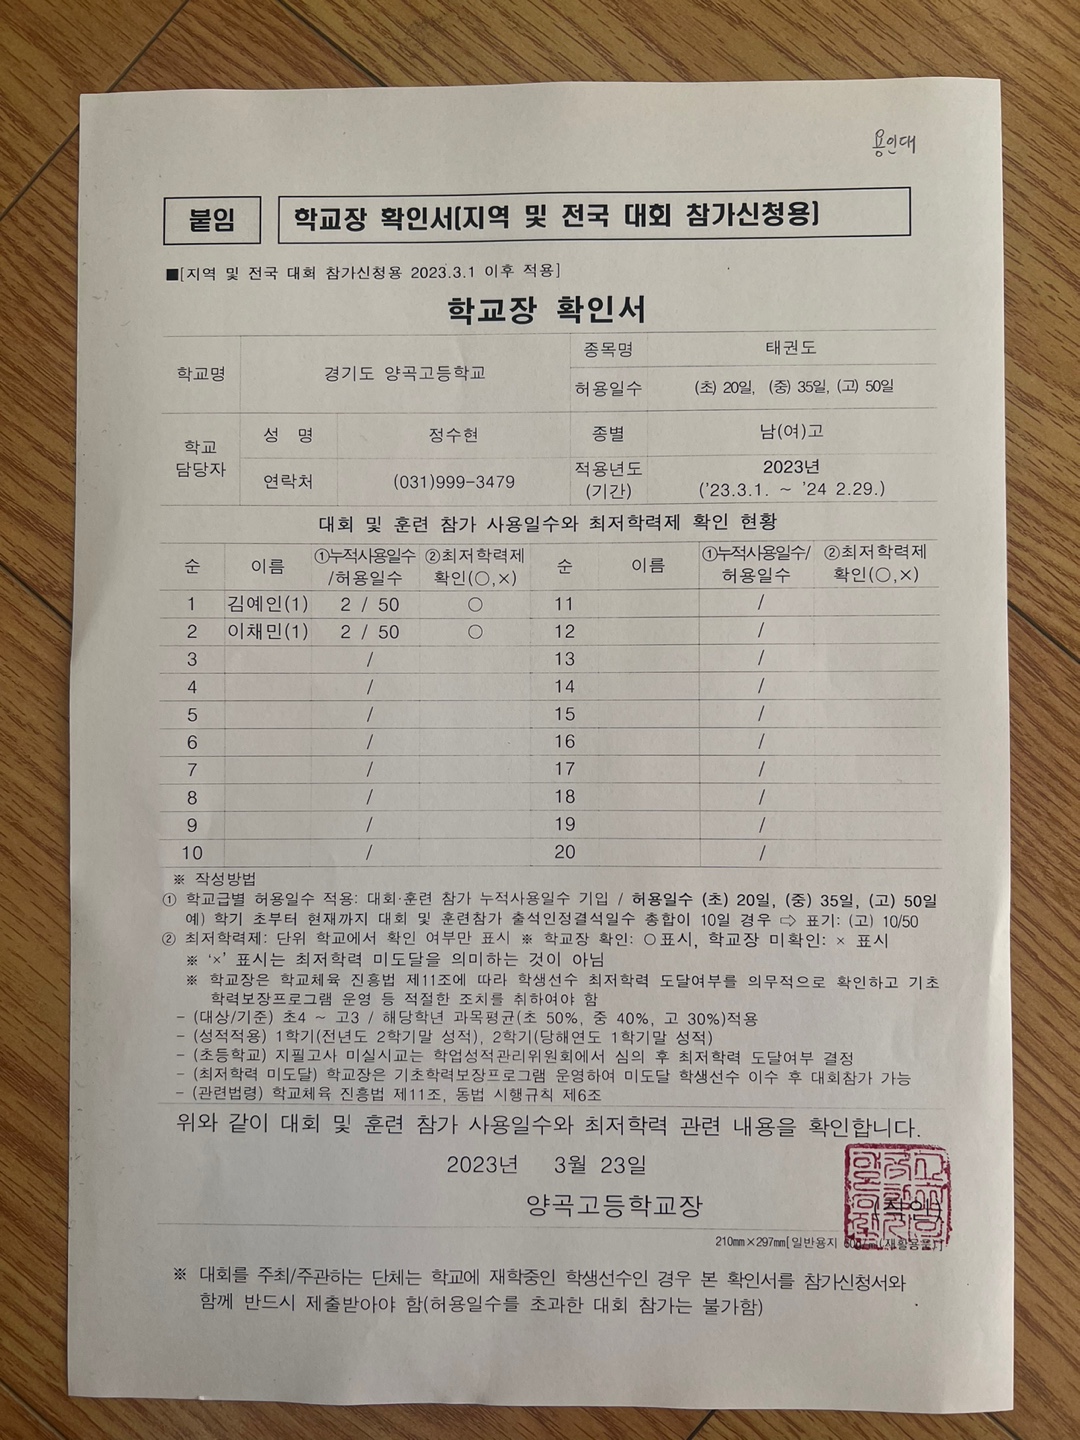 용인대
붙임
학교장 확인서(지역 및 전국 대회 참가신청용)
■[지역 및 전국 대회 참가신청용 2023.3.1 이후 적용]
학교장 확인서
학교명 경기도 양곡고등학교 종목명 태권도
허용일수 (초) 20일, (중) 35일, (고) 50일
학교 담당자 성 명 정수현 종별 남(여)고
연락처 (031)999-3479 적용년도 (기간) 2023년 ('23.3.1. ~ '24 2.29.)
대회 및 훈련 참가 사용일수와 최저학력제 확인 현황
순 이름 ①누적사용일수/허용일수 ②최저학력제 확인(○,×) 순 이름 ①누적사용일수/허용일수 ②최저학력제 확인(○,×)
1 김예인(1) 2 / 50 ○ 11 /
2 이채민(1) 2 / 50 ○ 12 /
3 / 13 /
4 / 14 /
5 / 15 /
6 / 16 /
7 / 17 /
8 / 18 /
9 / 19 /
10 / 20 /
※ 작성방법
① 학교급별 허용일수 적용: 대회·훈련 참가 누적사용일수 기입 / 허용일수 (초) 20일, (중) 35일, (고) 50일
예) 학기 초부터 현재까지 대회 및 훈련참가 출석인정결석일수 총합이 10일 경우 ⇨ 표기: (고) 10/50
② 최저학력제: 단위 학교에서 확인 여부만 표시 ※ 학교장 확인: ○표시, 학교장 미확인: × 표시
※ '×' 표시는 최저학력 미도달을 의미하는 것이 아님
※ 학교장은 학교체육 진흥법 제11조에 따라 학생선수 최저학력 도달여부를 의무적으로 확인하고 기초
학력보장프로그램 운영 등 적절한 조치를 취하여야 함
- (대상/기준) 초4 ~ 고3 / 해당학년 과목평균(초 50%, 중 40%, 고 30%)적용
- (성적적용) 1학기(전년도 2학기말 성적), 2학기(당해연도 1학기말 성적)
- (초등학교) 지필고사 미실시교는 학업성적관리위원회에서 심의 후 최저학력 도달여부 결정
- (최저학력 미도달) 학교장은 기초학력보장프로그램 운영하여 미도달 학생선수 이수 후 대회참가 가능
- (관련법령) 학교체육 진흥법 제11조, 동법 시행규칙 제6조
위와 같이 대회 및 훈련 참가 사용일수와 최저학력 관련 내용을 확인합니다.
2023년 3월 23일
양곡고등학교장 (직인)
210㎜×297㎜[일반용지
※ 대회를 주최/주관하는 단체는 학교에 재학중인 학생선수인 경우 본 확인서를 참가신청서와
함께 반드시 제출받아야 함(허용일수를 초과한 대회 참가는 불가함)